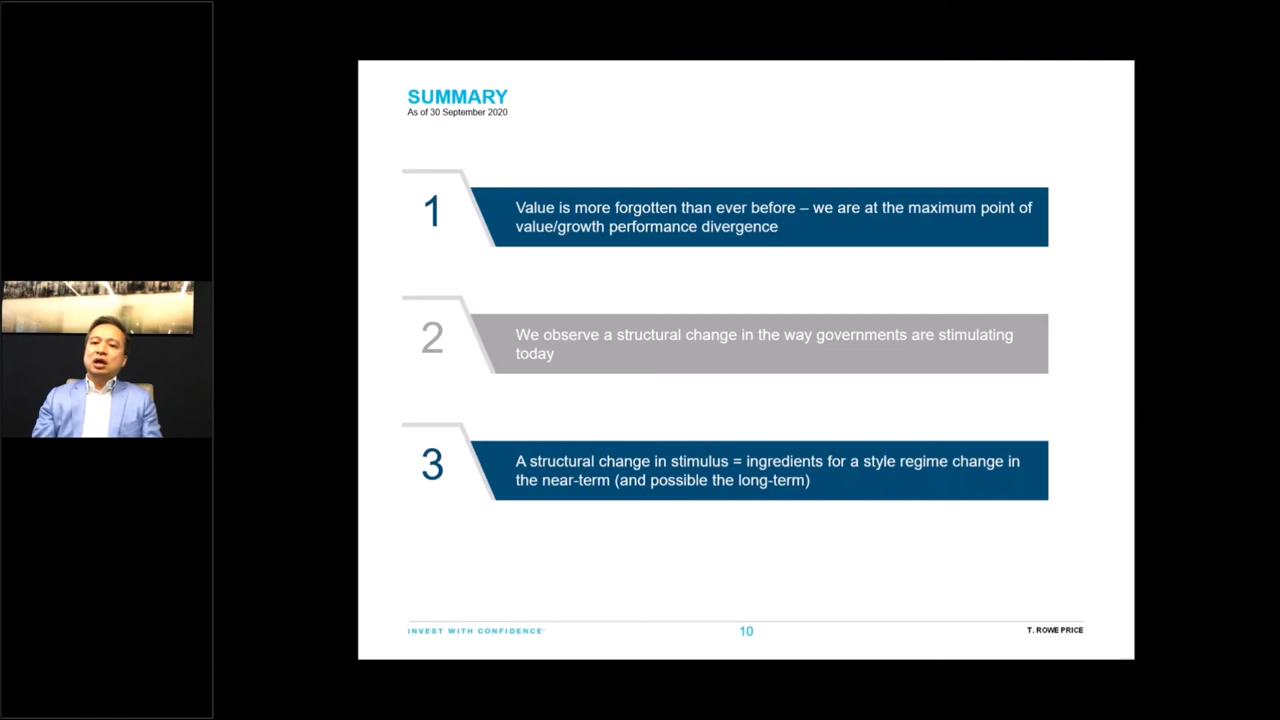 SUMMARY
As of 30 September 2020
1
Value is more forgotten than ever before – we are at the maximum point of
value/growth performance divergence
2
We observe a structural change in the way governments are stimulating
today
3
A structural change in stimulus = ingredients for a style regime change in
the near-term (and possible the long-term)
INVEST WITH CONFIDENCE
10
T. ROWE PRICE